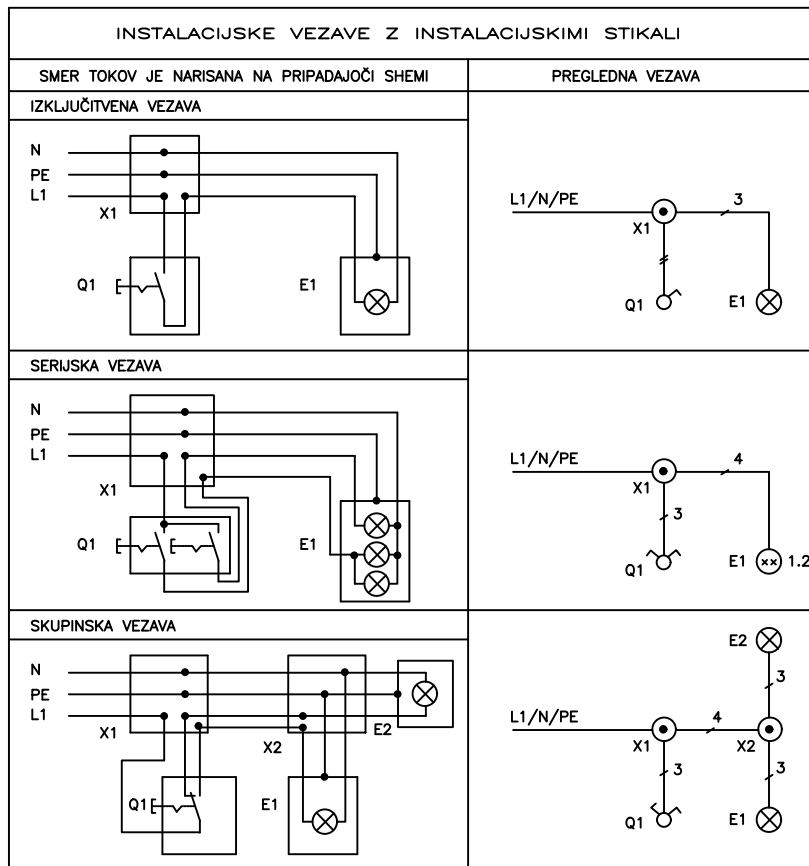 INSTALACIJSKE VEZAVE Z INSTALACIJSKIMI STIKALI
SMER TOKOV JE NARISANA NA PRIPADAJOČI SHEMI
PREGLEDNA VEZAVA
IZKLJUČITVENA VEZAVA
N
PE
L1
X1
Q1
E1
L1/N/PE
3
X1
Q1
E1
SERIJSKA VEZAVA
N
PE
L1
X1
Q1
E1
L1/N/PE
4
X1
3
Q1
E1
1.2
SKUPINSKA VEZAVA
N
PE
L1
X1
X2
E2
Q1
E1
E2
3
L1/N/PE
4
X1
X2
3
3
Q1
E1